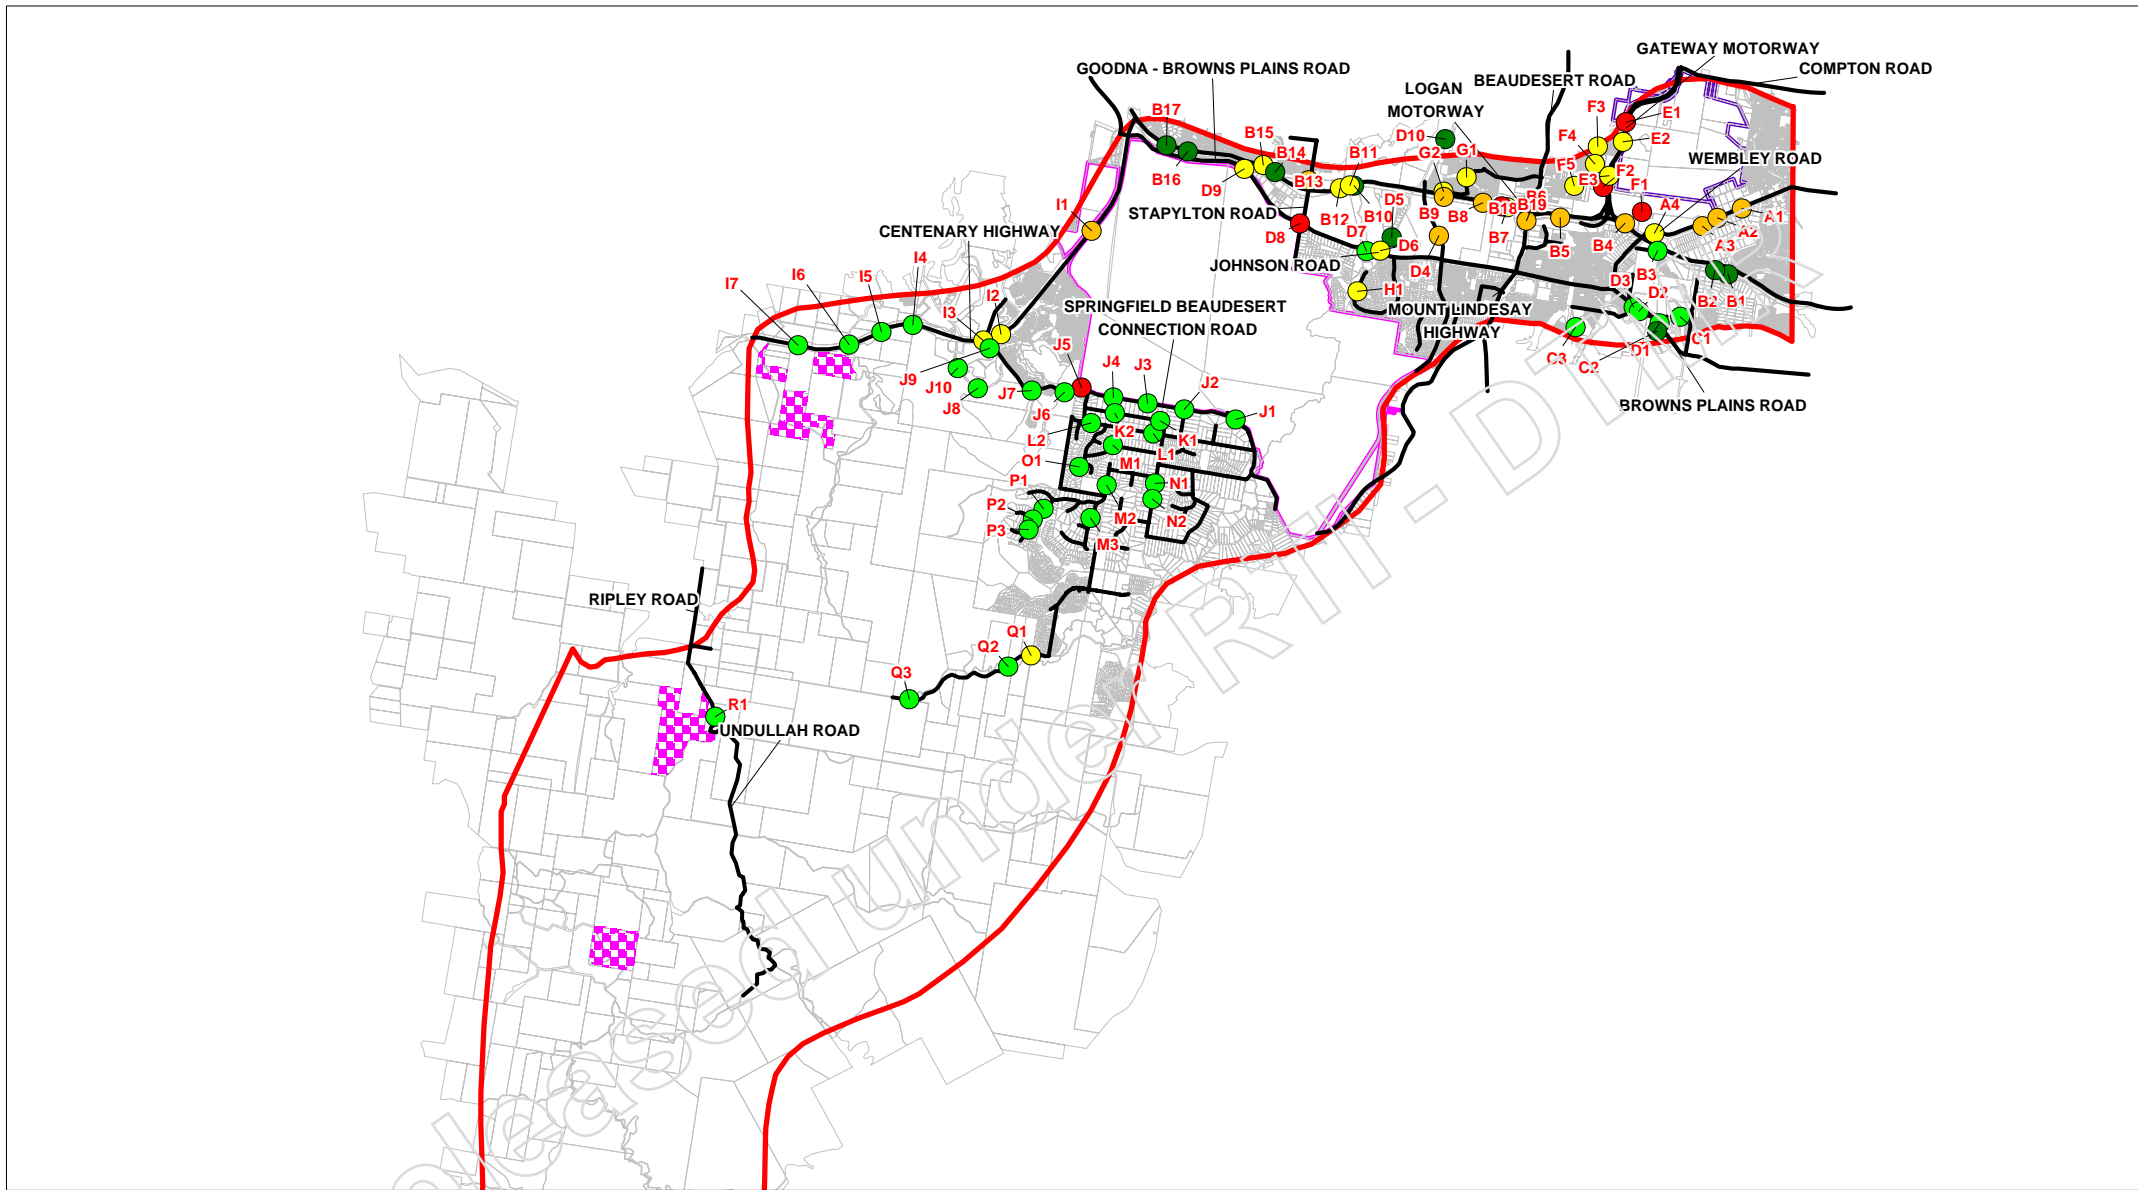 GATEWAY MOTORWAY
COMPTON ROAD
GOODNA - BROWNS PLAINS ROAD
BEAUDESERT ROAD
LOGAN
MOTORWAY
B17
F3
E1
D10
F4
E2
B15
B14
B11
G2
G1
WEMBLEY ROAD
B16
D9
F5
E3
F2
F1
B13
I1
STAPYLTON ROAD
B12
B10
D5
B9
B8
B18
B6
B19
A4
A1
CENTENARY HIGHWAY
D8
D7
D6
B7
B5
B4
A2
A3
JOHNSON ROAD
D4
I7
I6
I5
I4
I2
I3
H1
D3
B3
D2
B2
B1
SPRINGFIELD BEAUDESERT
CONNECTION ROAD
MOUNT LINDESAY
HIGHWAY
J9
J10
J8
J7
J5
J6
J4
J3
J2
J1
C3
C2
D1
C1
BROWNS PLAINS ROAD
L2
K2
K1
L1
O1
M1
N1
P1
P2
P3
M2
N2
M3
RIPLEY ROAD
Q1
Q2
Q3
R1
UNDULLAH ROAD